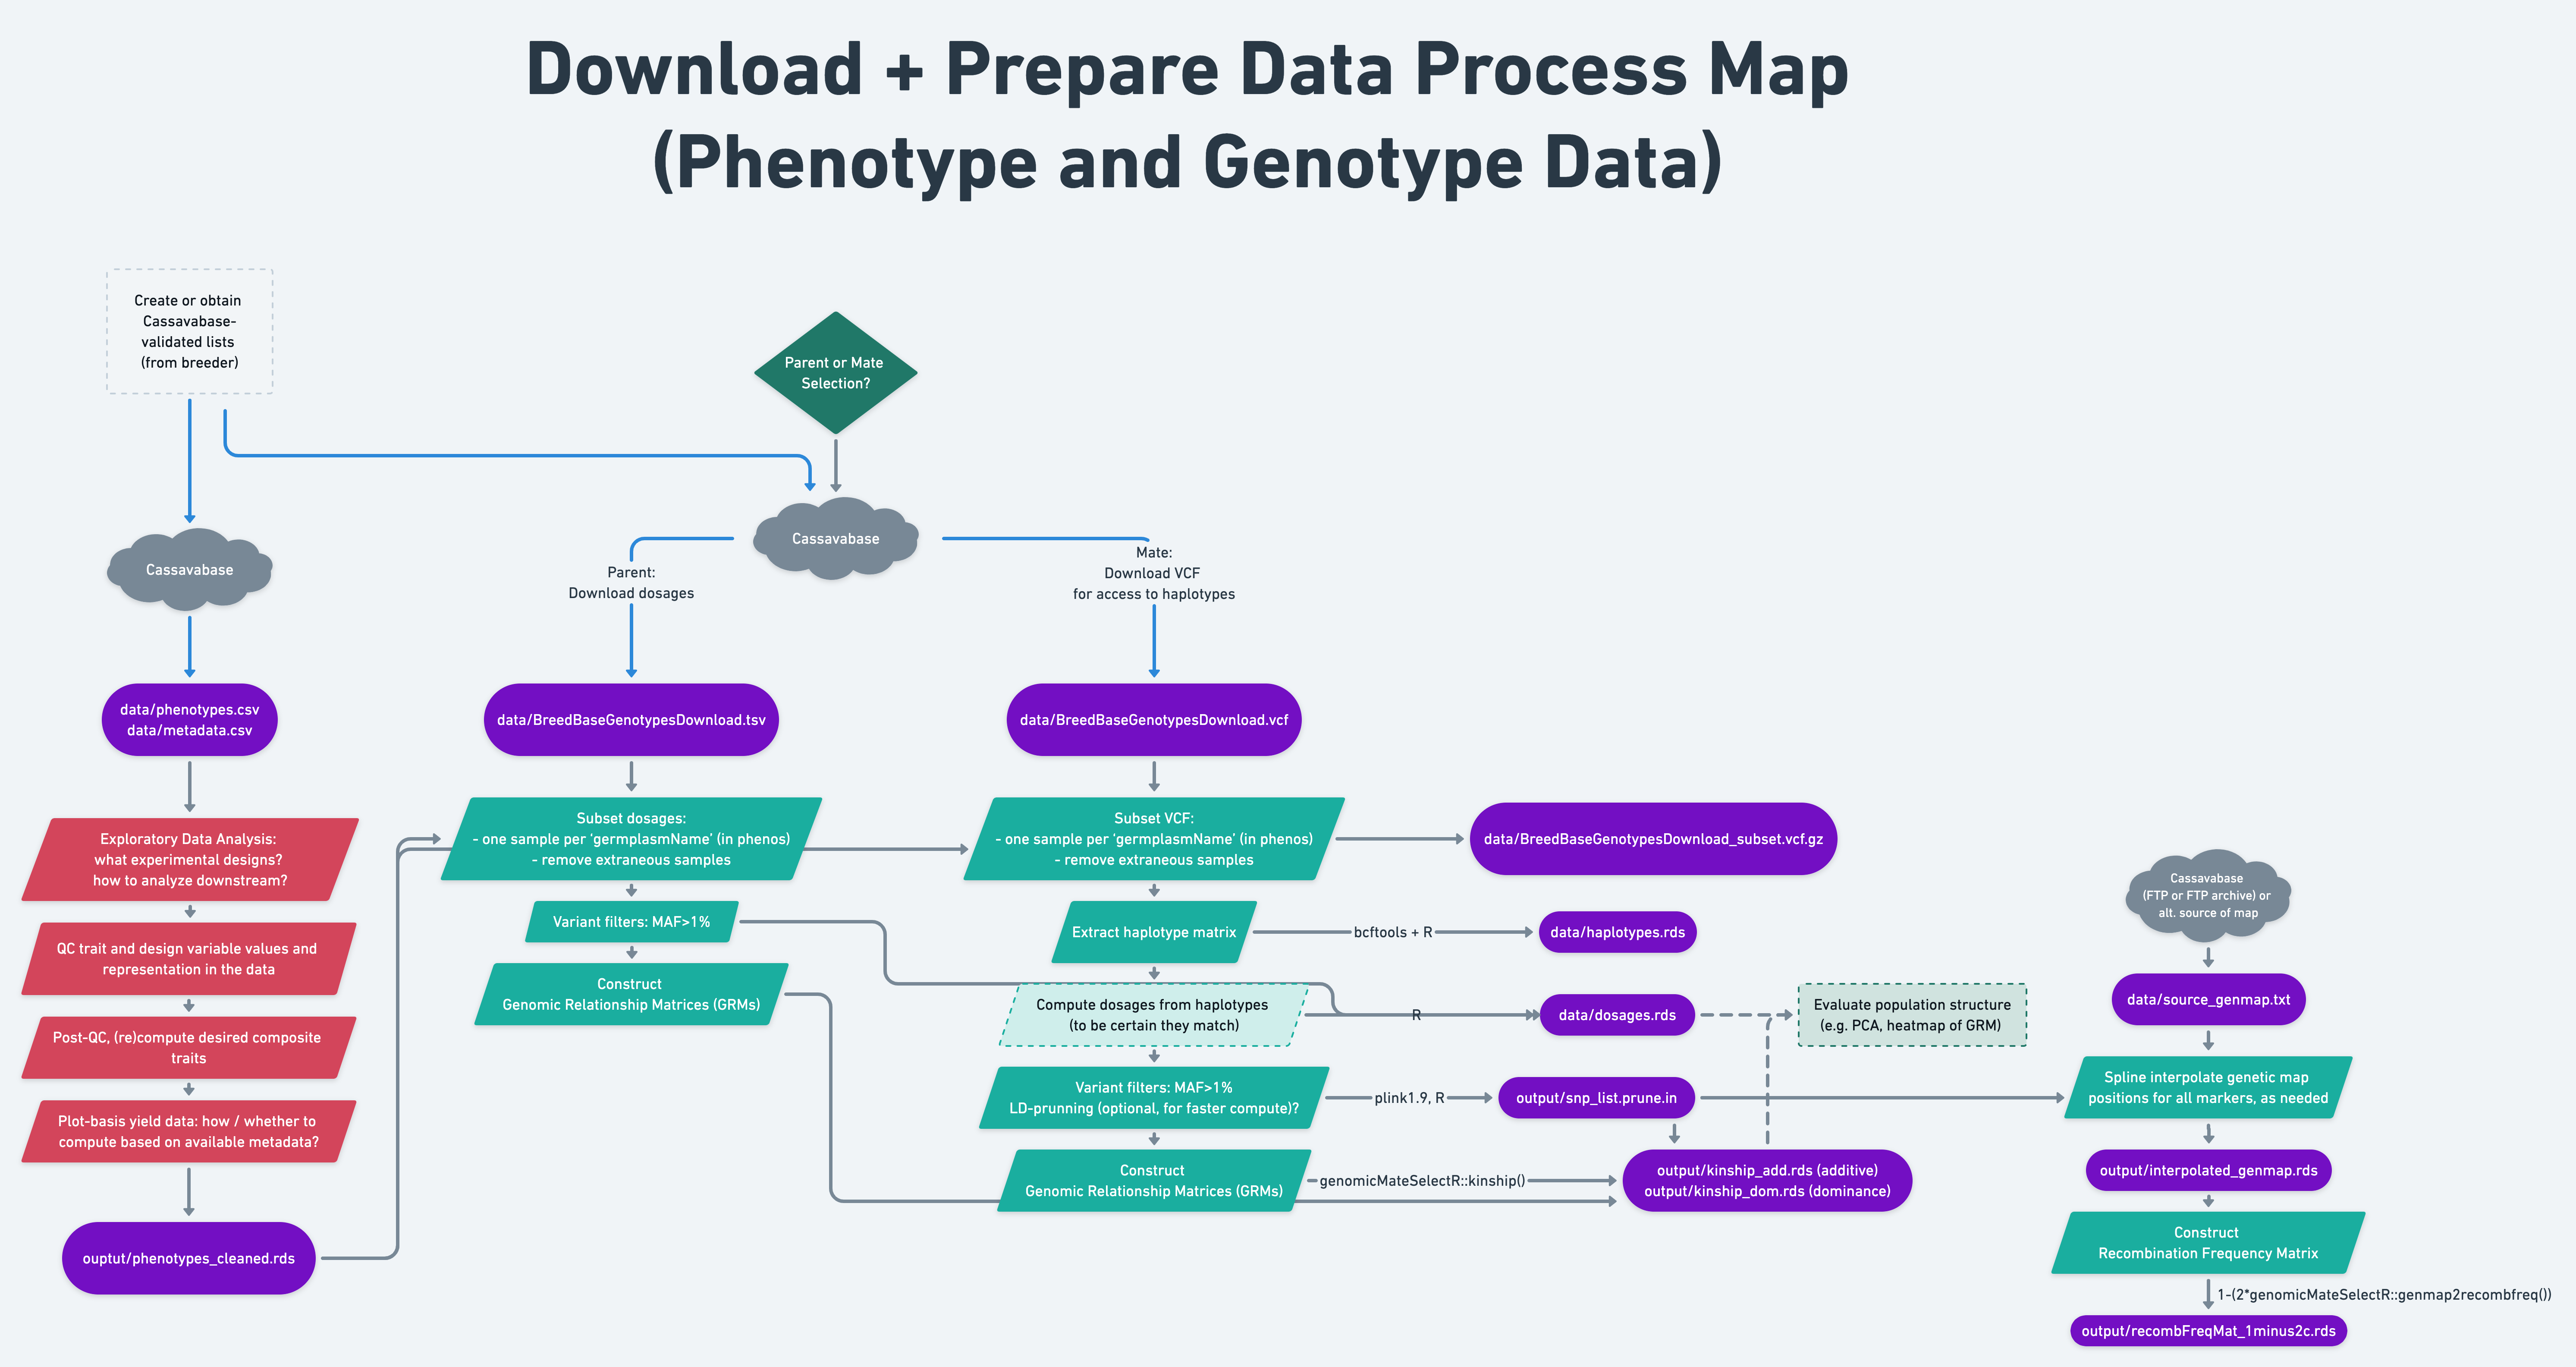 Download + Prepare Data Process Map
(Phenotype and Genotype Data)
Create or obtain
Cassavabase-
validated lists
(from breeder)
Cassavabase
data/phenotypes.csv
data/metadata.csv
Exploratory Data Analysis:
what experimental designs?
how to analyze downstream?
QC trait and design variable values and
representation in the data
Post-QC, (re)compute desired composite
traits
Plot-basis yield data: how / whether to
compute based on available metadata?
ouptut/phenotypes_cleaned.rds
Parent or Mate
Selection?
Cassavabase
Parent:
Download dosages
data/BreedBaseGenotypesDownload.tsv
Subset dosages:
- one sample per ‘germplasmName’ (in phenos)
- remove extraneous samples
Variant filters: MAF>1%
Construct
Genomic Relationship Matrices (GRMs)
Mate:
Download VCF
for access to haplotypes
data/BreedBaseGenotypesDownload.vcf
Subset VCF:
- one sample per ‘germplasmName’ (in phenos)
- remove extraneous samples
data/BreedBaseGenotypesDownload_subset.vcf.gz
Extract haplotype matrix
bcftools + R
data/haplotypes.rds
Compute dosages from haplotypes
(to be certain they match)
R
data/dosages.rds
Evaluate population structure
(e.g. PCA, heatmap of GRM)
Variant filters: MAF>1%
LD-prunning (optional, for faster compute)?
plink1.9, R
output/snp_list.prune.in
Construct
Genomic Relationship Matrices (GRMs)
genomicMateSelectR::kinship()
output/kinship_add.rds (additive)
output/kinship_dom.rds (dominance)
Cassavabase
(FTP or FTP archive) or
alt. source of map
data/source_genmap.txt
Spline interpolate genetic map
positions for all markers, as needed
output/interpolated_genmap.rds
Construct
Recombination Frequency Matrix
1-(2*genomicMateSelectR::genmap2recombfreq())
output/recombFreqMat_1minus2c.rds